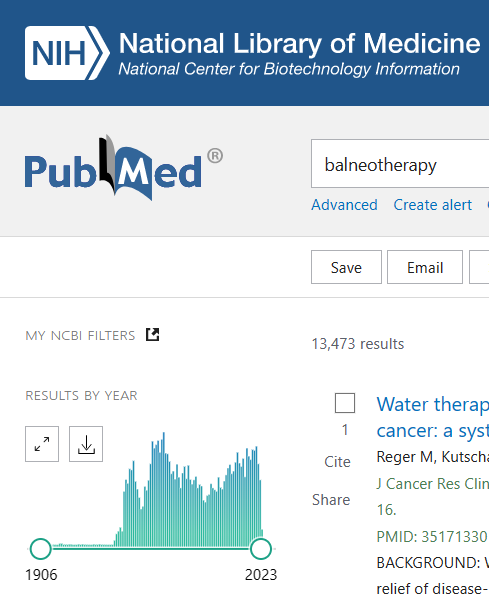 NIH National Library of Medicine
National Center for Biotechnology Information
PubMed®
balneotherapy
Advanced Create alert
Save Email
MY NCBI FILTERS
13,473 results
RESULTS BY YEAR
1906 2023
1
Cite
Share
Water therap
cancer: a syst
Reger M, Kutscha
J Cancer Res Clin
16.
PMID: 35171330
BACKGROUND: W
relief of disease-